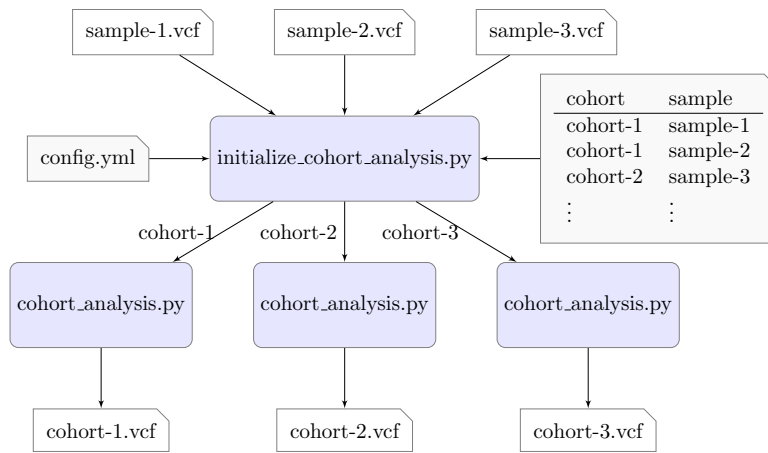 sample-1.vcf
sample-2.vcf
sample-3.vcf
config.yml
initialize_cohort_analysis.py
cohort sample
cohort-1 sample-1
cohort-1 sample-2
cohort-2 sample-3
⋮ ⋮
cohort-1
cohort-2
cohort-3
cohort_analysis.py
cohort_analysis.py
cohort_analysis.py
cohort-1.vcf
cohort-2.vcf
cohort-3.vcf